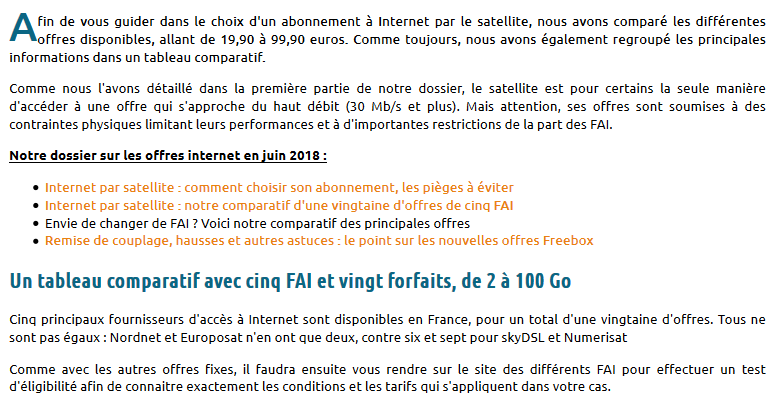 Afin de vous guider dans le choix d'un abonnement à Internet par le satellite, nous avons comparé les différentes
offres disponibles, allant de 19,90 à 99,90 euros. Comme toujours, nous avons également regroupé les principales
informations dans un tableau comparatif.
Comme nous l'avons détaillé dans la première partie de notre dossier, le satellite est pour certains la seule manière
d'accéder à une offre qui s'approche du haut débit (30 Mb/s et plus). Mais attention, ses offres sont soumises à des
contraintes physiques limitant leurs performances et à d'importantes restrictions de la part des FAI.
Notre dossier sur les offres internet en juin 2018 :
• Internet par satellite : comment choisir son abonnement, les pièges à éviter
• Internet par satellite : notre comparatif d'une vingtaine d'offres de cinq FAI
• Envie de changer de FAI ? Voici notre comparatif des principales offres
• Remise de couplage, hausses et autres astuces : le point sur les nouvelles offres Freebox
Un tableau comparatif avec cinq FAI et vingt forfaits, de 2 à 100 Go
Cinq principaux fournisseurs d'accès à Internet sont disponibles en France, pour un total d'une vingtaine d'offres. Tous ne
sont pas égaux : Nordnet et Europosat n'en ont que deux, contre six et sept pour skyDSL et Numerisat
Comme avec les autres offres fixes, il faudra ensuite vous rendre sur le site des différents FAI pour effectuer un test
d'éligibilité afin de connaitre exactement les conditions et les tarifs qui s'appliquent dans votre cas.